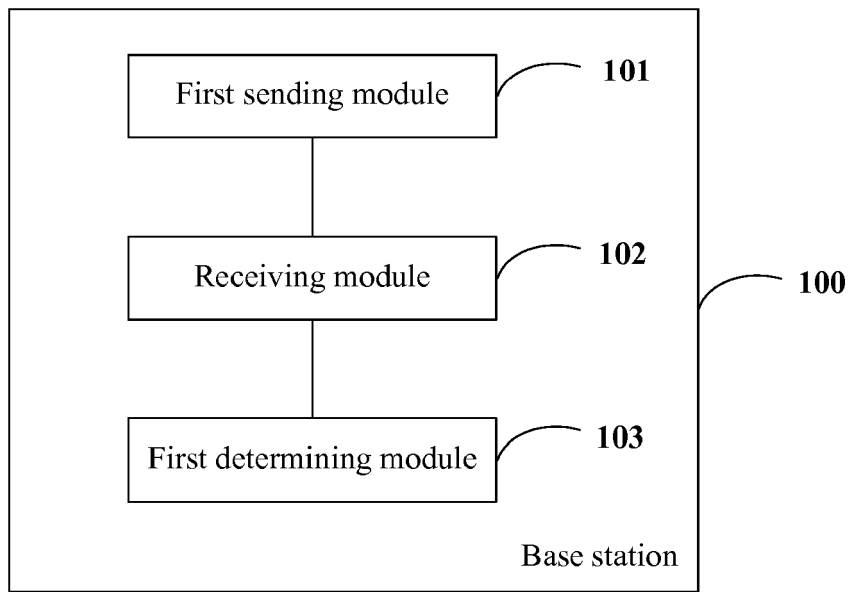 First sending module
101
Receiving module
102
100
First determining module
103
Base station